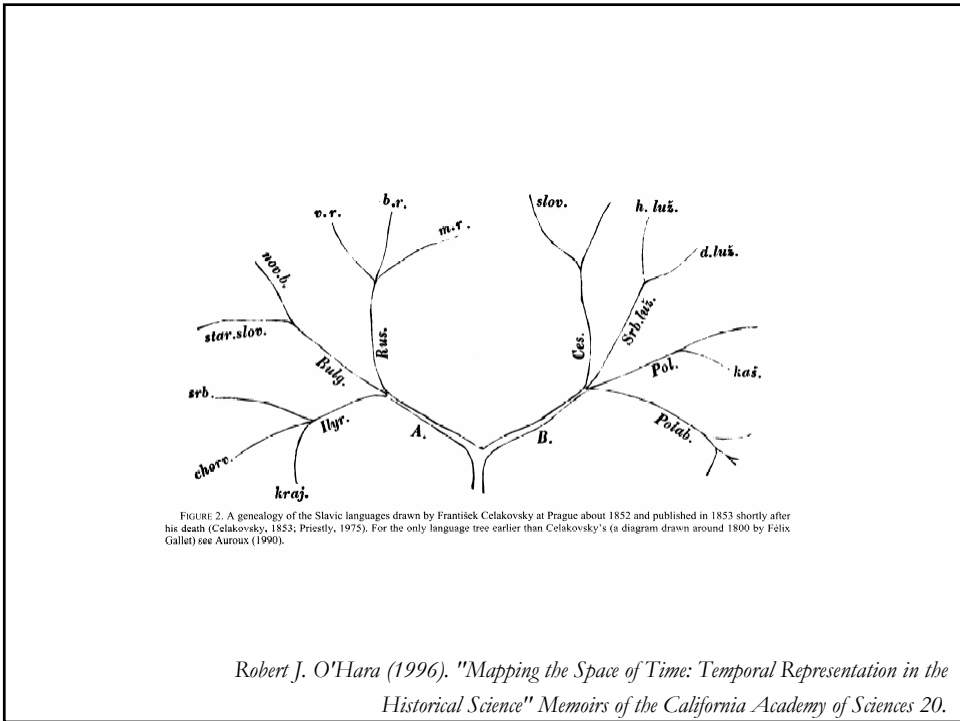 b.r.
v.r.
m.r.
slov.
h. luž.
d.luž.
nov.b.
star.slov.
Rus.
Ces.
Srb.luž.
Bulg.
Pol.
kaš.
srb.
Ilyr.
A.
B.
Polab.
chorv.
kraj.
FIGURE 2. A genealogy of the Slavic languages drawn by František Celakovsky at Prague about 1852 and published in 1853 shortly after
his death (Celakovsky, 1853; Priestly, 1975). For the only language tree earlier than Celakovsky's (a diagram drawn around 1800 by Félix
Gallet) see Auroux (1990).
Robert J. O'Hara (1996). "Mapping the Space of Time: Temporal Representation in the
Historical Science" Memoirs of the California Academy of Sciences 20.